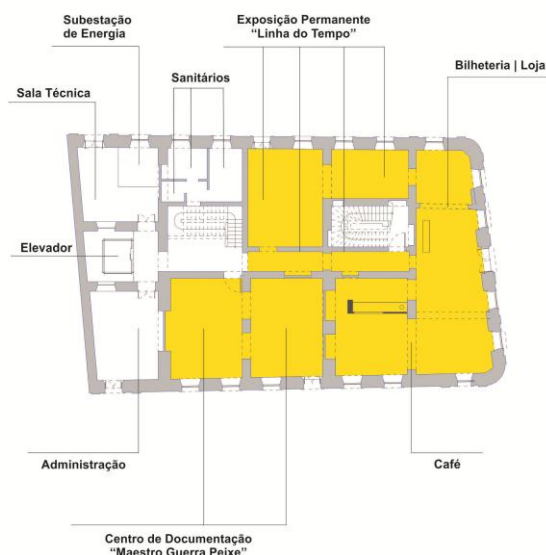 Subestação
de Energia
Exposição Permanente
“Linha do Tempo”
Bilheteria | Loja
Sanitários
Sala Técnica
Elevador
Administração
Café
Centro de Documentação
“Maestro Guerra Peixe”